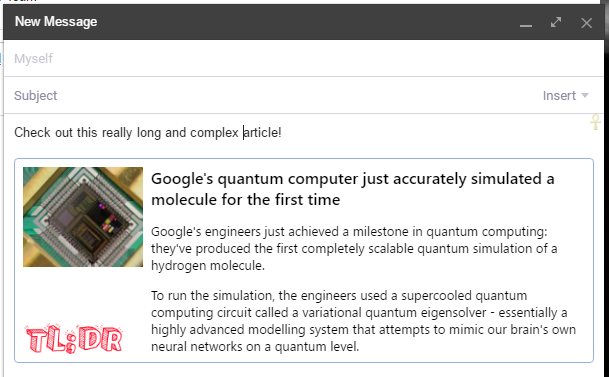 New Message
Myself
Subject
Insert
Check out this really long and complex article!
Google's quantum computer just accurately simulated a
molecule for the first time
Google's engineers just achieved a milestone in quantum computing:
they've produced the first completely scalable quantum simulation of a
hydrogen molecule.
To run the simulation, the engineers used a supercooled quantum
computing circuit called a variational quantum eigensolver - essentially a
highly advanced modelling system that attempts to mimic our brain's own
neural networks on a quantum level.
TL;DR